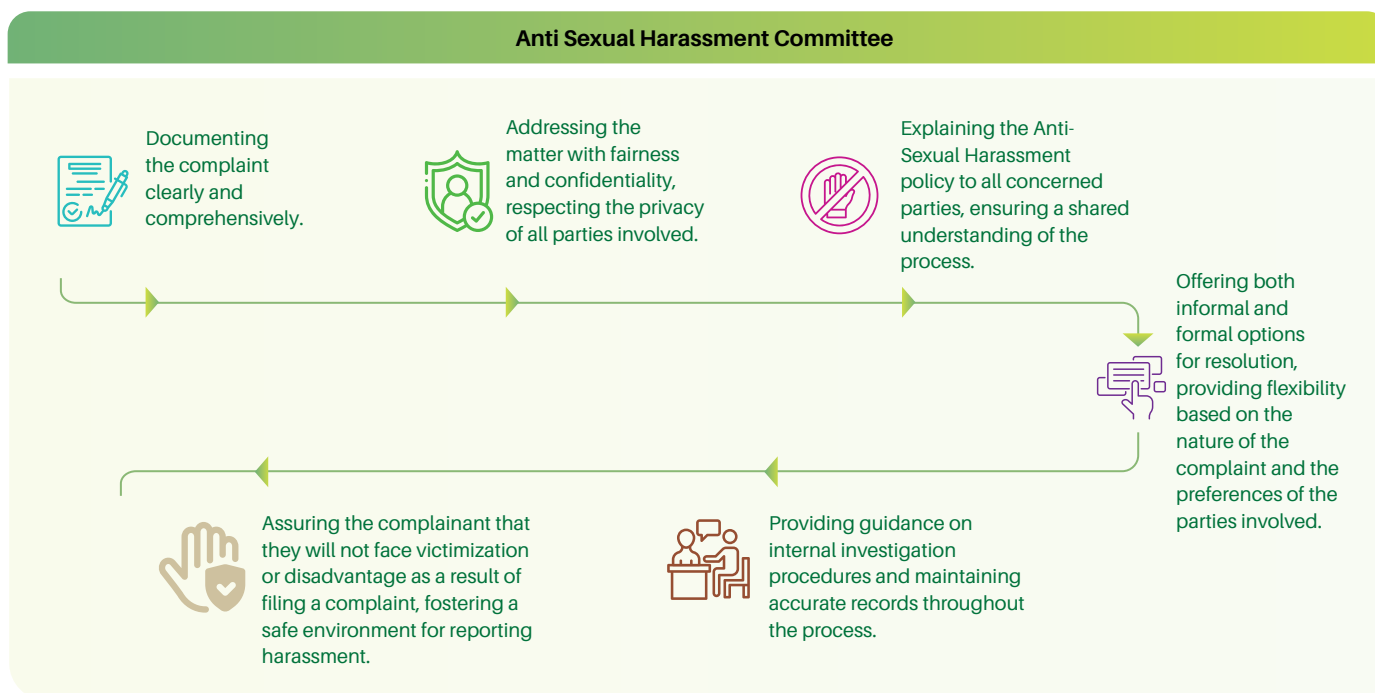 Anti Sexual Harassment Committee
Documenting
the complaint
clearly and
comprehensively.
Addressing the
matter with fairness
and confidentiality,
respecting the privacy
of all parties involved.
Explaining the Anti-
Sexual Harassment
policy to all concerned
parties, ensuring a shared
understanding of the
process.
Offering both
informal and
formal options
for resolution,
providing flexibility
based on the
nature of the
complaint and the
preferences of the
parties involved.
Providing guidance on
internal investigation
procedures and maintaining
accurate records throughout
the process.
Assuring the complainant that
they will not face victimization
or disadvantage as a result of
filing a complaint, fostering a
safe environment for reporting
harassment.